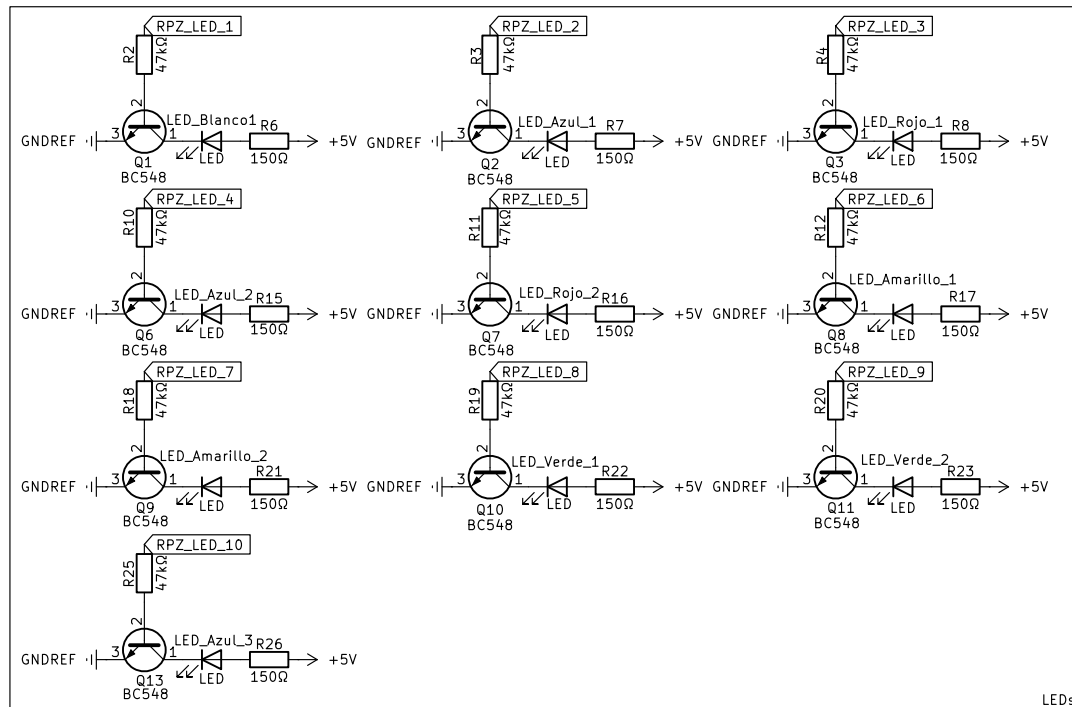 RPZ_LED_1
R2
47kΩ
2
LED_Blanco1
R6
GNDREF
3
1
+5V
Q1
LED
150Ω
BC548
RPZ_LED_2
R3
47kΩ
2
LED_Azul_1
R7
GNDREF
3
1
+5V
Q2
LED
150Ω
BC548
RPZ_LED_3
R4
47kΩ
2
LED_Rojo_1
R8
GNDREF
3
1
+5V
Q3
LED
150Ω
BC548
RPZ_LED_4
R10
47kΩ
2
LED_Azul_2
R15
GNDREF
3
1
+5V
Q6
LED
150Ω
BC548
RPZ_LED_5
R11
47kΩ
2
LED_Rojo_2
R16
GNDREF
3
1
+5V
Q7
LED
150Ω
BC548
RPZ_LED_6
R12
47kΩ
2
LED_Amarillo_1
R17
GNDREF
3
1
+5V
Q8
LED
150Ω
BC548
RPZ_LED_7
R18
47kΩ
2
LED_Amarillo_2
R21
GNDREF
3
1
+5V
Q9
LED
150Ω
BC548
RPZ_LED_8
R19
47kΩ
2
LED_Verde_1
R22
GNDREF
3
1
+5V
Q10
LED
150Ω
BC548
RPZ_LED_9
R20
47kΩ
2
LED_Verde_2
R23
GNDREF
3
1
+5V
Q11
LED
150Ω
BC548
RPZ_LED_10
R25
47kΩ
2
LED_Azul_3
R26
GNDREF
3
1
+5V
Q13
LED
150Ω
BC548
LEDs